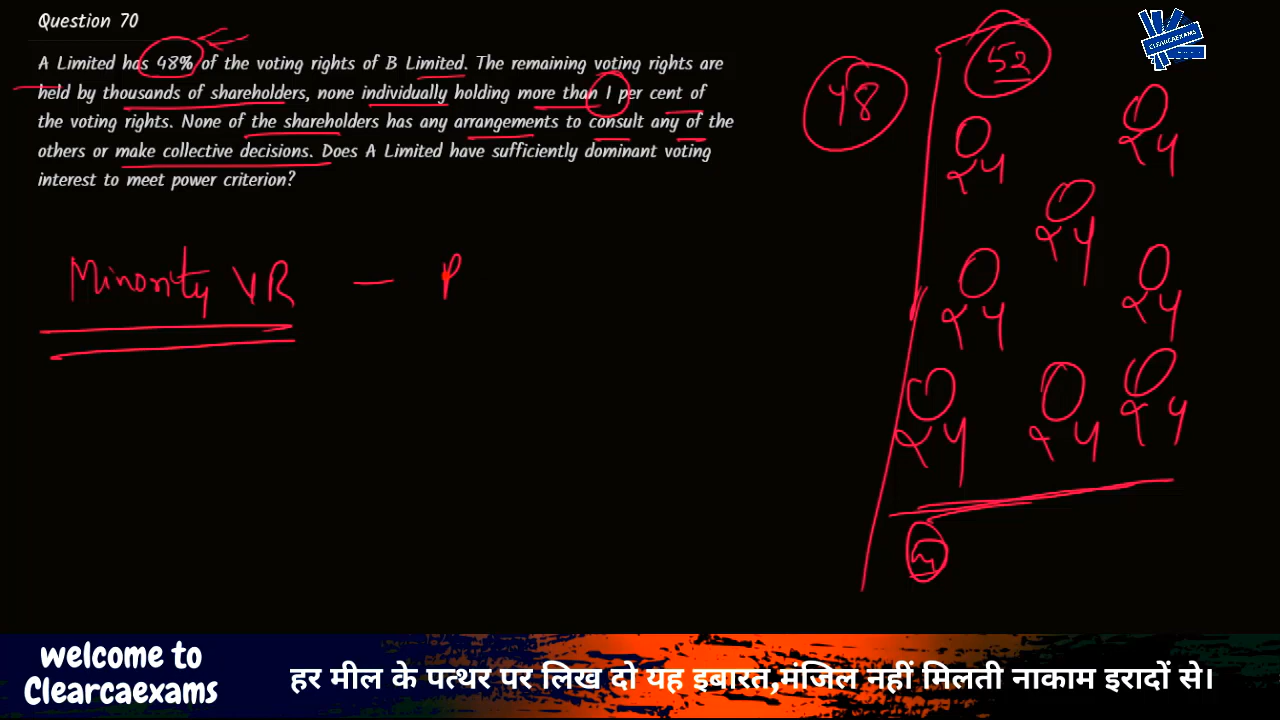 Question 70
A Limited has 48% of the voting rights of B Limited. The remaining voting rights are
held by thousands of shareholders, none individually holding more than 1 per cent of
the voting rights. None of the shareholders has any arrangements to consult any of the
others or make collective decisions. Does A Limited have sufficiently dominant voting
interest to meet power criterion?
CLEARCAEXAMS
48
52
Minority VR — P
welcome to
Clearcaexams
हर मील के पत्थर पर लिख दो यह इबारत,मंजिल नहीं मिलती नाकाम इरादों से।